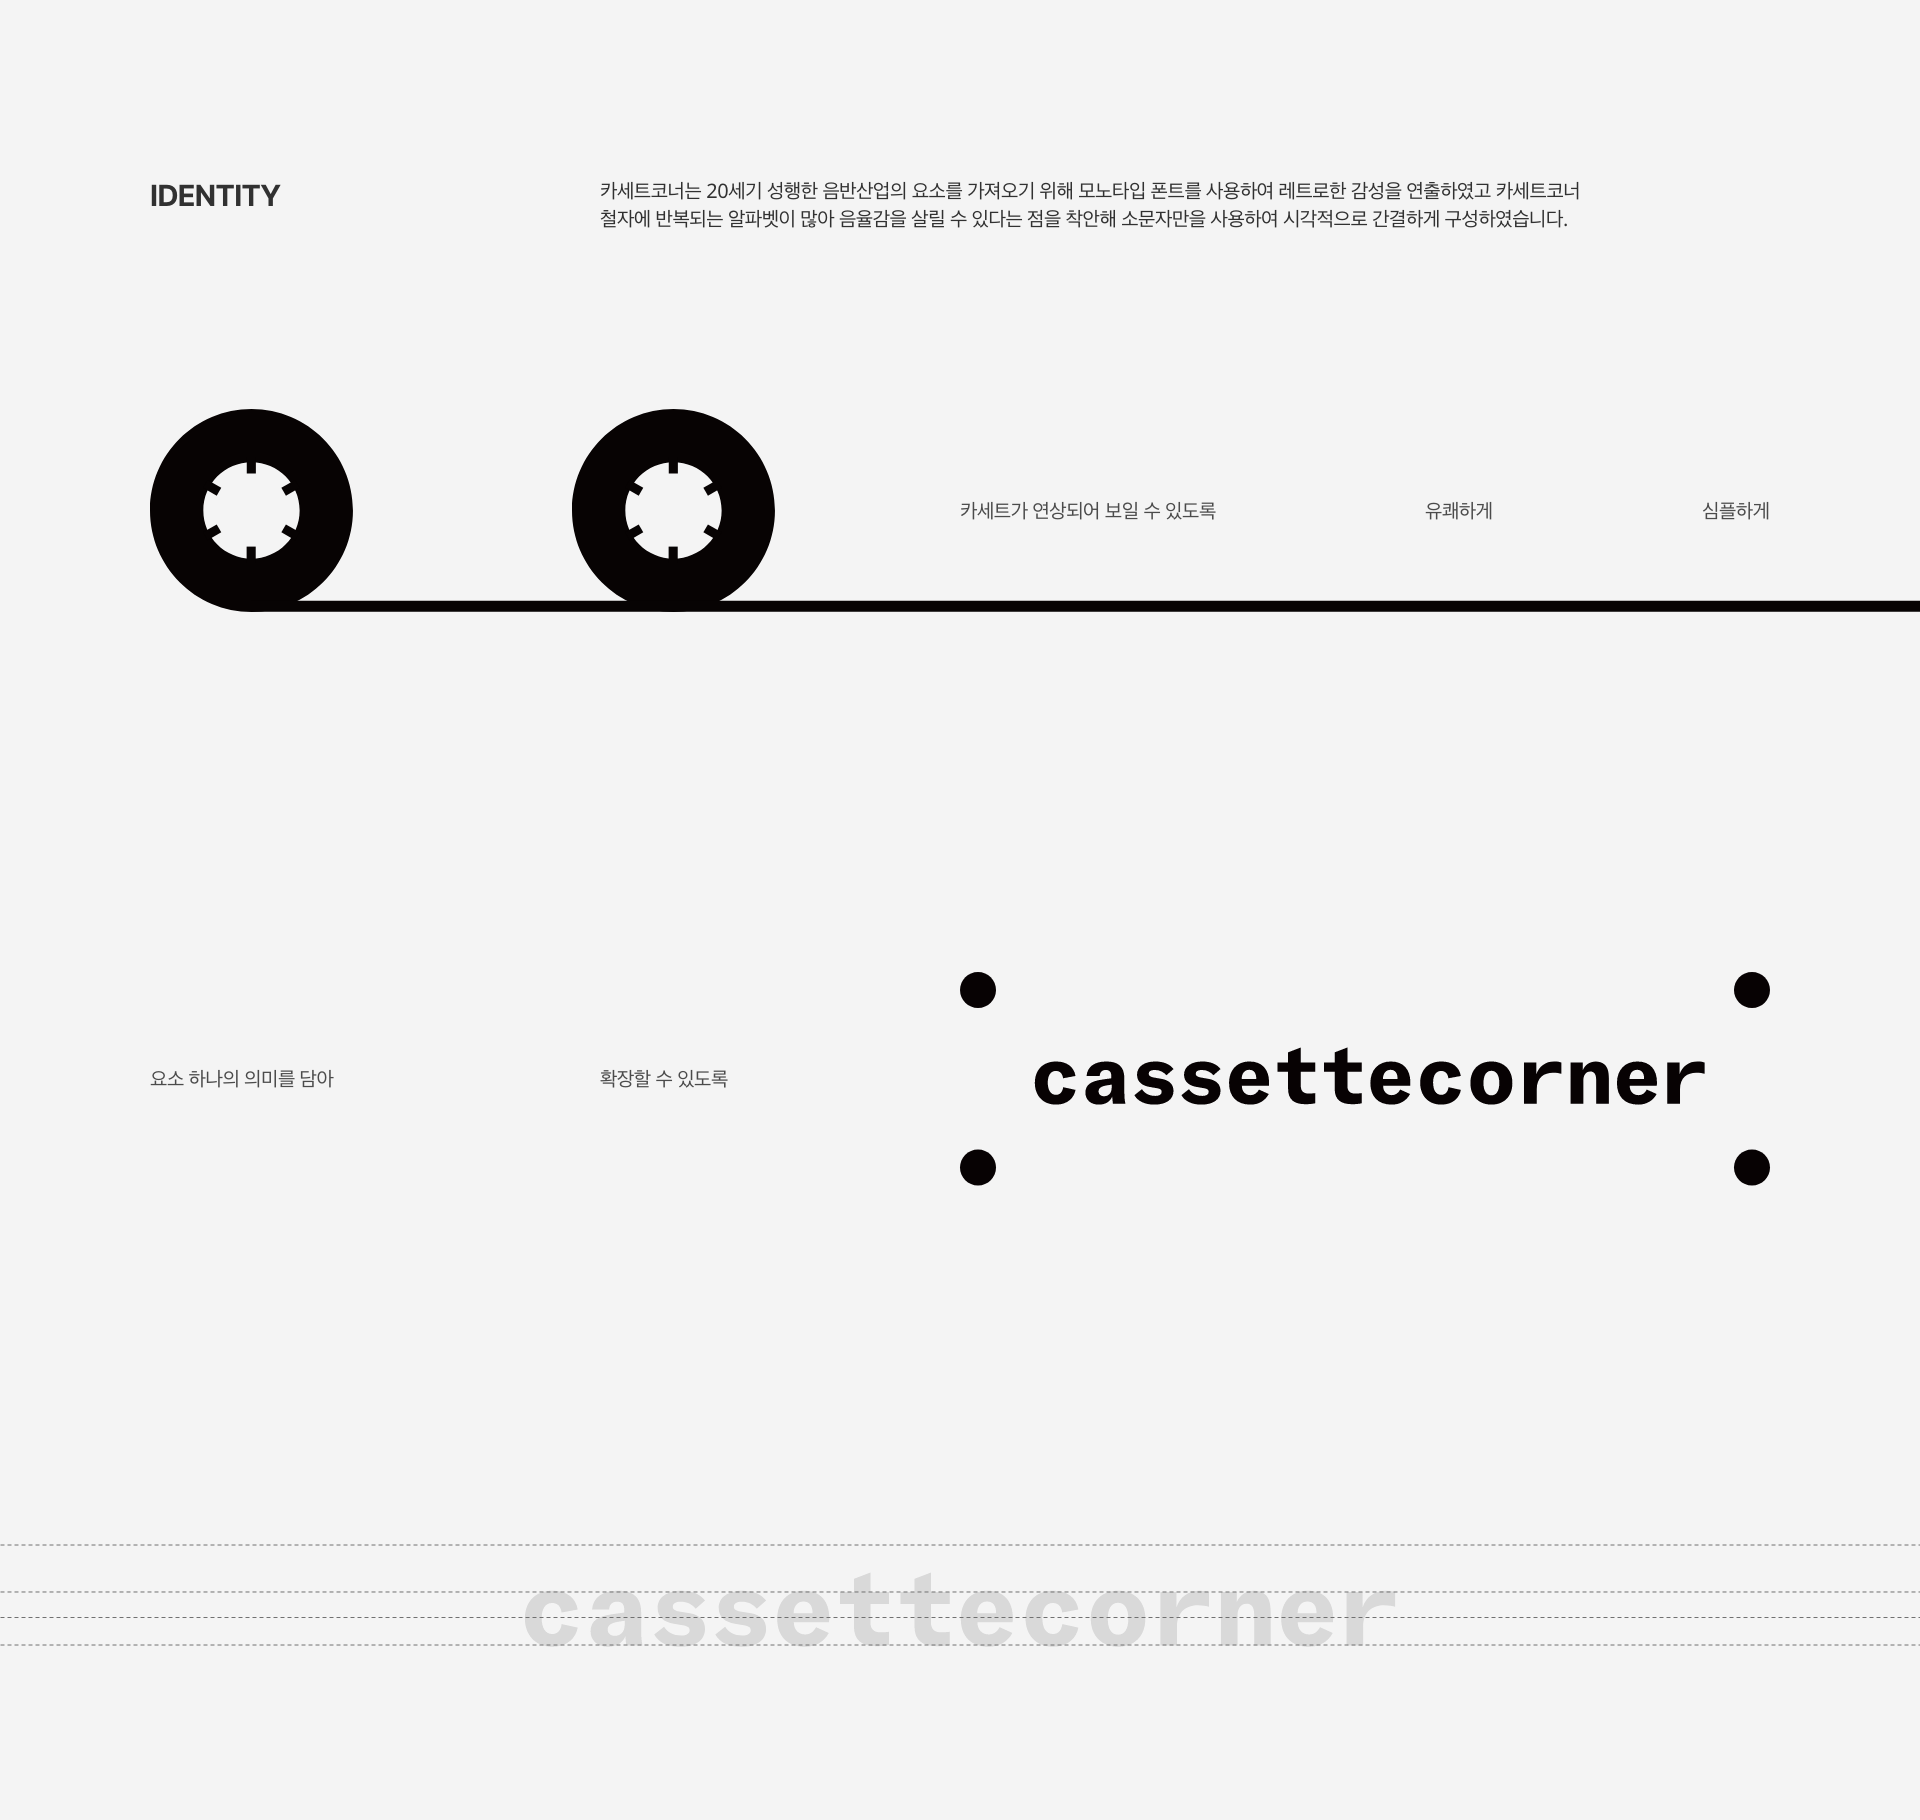 IDENTITY
카세트코너는 20세기 성행한 음반산업의 요소를 가져오기 위해 모노타입 폰트를 사용하여 레트로한 감성을 연출하였고 카세트코너
철자에 반복되는 알파벳이 많아 음율감을 살릴 수 있다는 점을 착안해 소문자만을 사용하여 시각적으로 간결하게 구성하였습니다.
카세트가 연상되어 보일 수 있도록
유쾌하게
심플하게
요소 하나의 의미를 담아
확장할 수 있도록
cassettecorner
cassettecorner